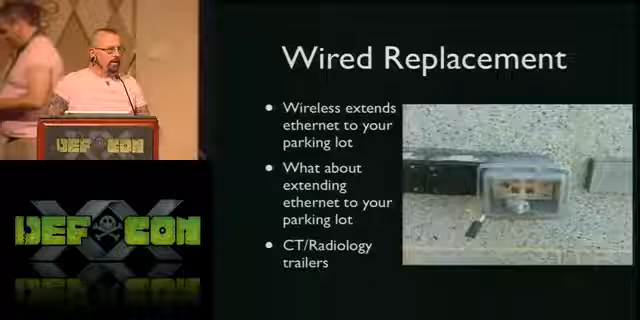 Wired Replacement
Wireless extends
ethernet to your
parking lot
What about
extending
ethernet to your
parking lot
CT/Radiology
trailers
DEF CON
XX
DEF CON